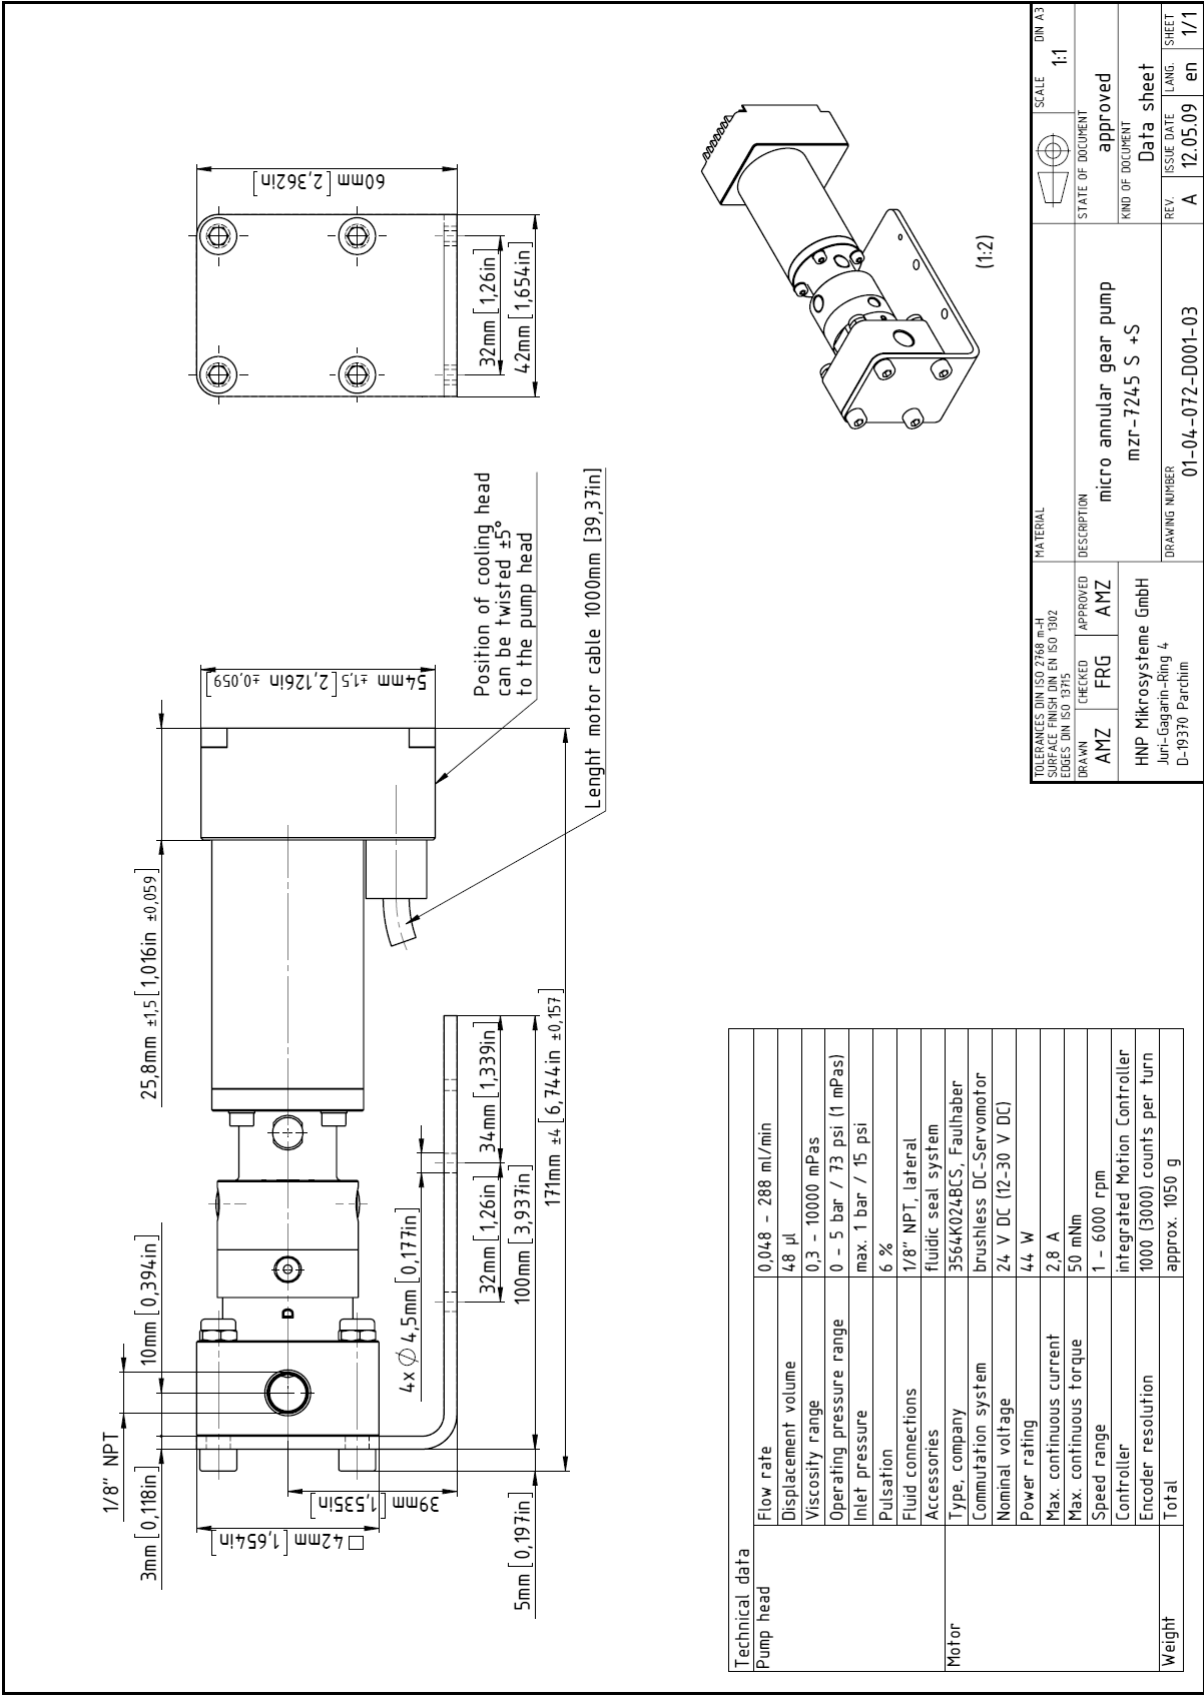 1/8" NPT
3mm [0,118in]
10mm [0,394in]
25,8mm ±1,5 [1,016in ±0,059]
□ 42mm [1,654in]
39mm [1,535in]
54mm ±1,5 [2,126in ±0,059]
60mm [2,362in]
4x Ø 4,5mm [0,177in]
32mm [1,26in]
34mm [1,339in]
100mm [3,937in]
171mm ±4 [6,744in ±0,157]
5mm [0,197in]
Position of cooling head
can be twisted ±5°
to the pump head
Lenght motor cable 1000mm [39,37in]
32mm [1,26in]
42mm [1,654in]
(1:2)
Technical data
Pump head Flow rate 0,048 - 288 ml/min
Displacement volume 48 µl
Viscosity range 0,3 - 10000 mPas
Operating pressure range 0 - 5 bar / 73 psi (1 mPas)
Inlet pressure max. 1 bar / 15 psi
Pulsation 6 %
Fluid connections 1/8" NPT, lateral
Accessories fluidic seal system
Motor Type, company 3564K024BCS, Faulhaber
Commutation system brushless DC-Servomotor
Nominal voltage 24 V DC (12-30 V DC)
Power rating 44 W
Max. continuous current 2,8 A
Max. continuous torque 50 mNm
Speed range 1 - 6000 rpm
Controller integrated Motion Controller
Encoder resolution 1000 (3000) counts per turn
Weight Total approx. 1050 g
TOLERANCES DIN ISO 2768 m-H
SURFACE FINISH DIN EN ISO 1302
EDGES DIN ISO 13715
MATERIAL
SCALE DIN A3
1:1
DRAWN CHECKED APPROVED
AMZ FRG AMZ
DESCRIPTION
micro annular gear pump
mzr-7245 S +S
STATE OF DOCUMENT
approved
KIND OF DOCUMENT
Data sheet
HNP Mikrosysteme GmbH
Juri-Gagarin-Ring 4
D-19370 Parchim
DRAWING NUMBER
01-04-072-D001-03
REV. ISSUE DATE LANG. SHEET
A 12.05.09 en 1/1